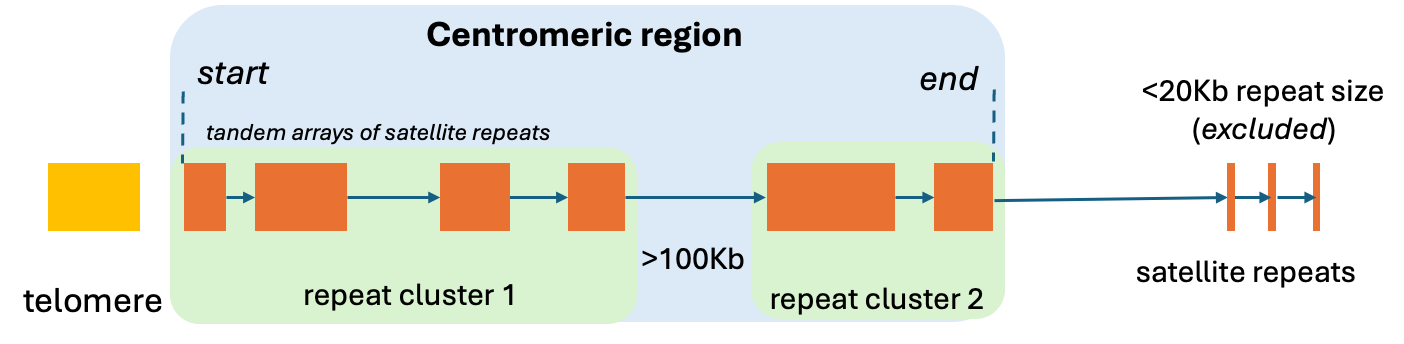 Centromeric region
start
end
<20Kb repeat size
(excluded)
tandem arrays of satellite repeats
>100Kb
satellite repeats
telomere
repeat cluster 1
repeat cluster 2